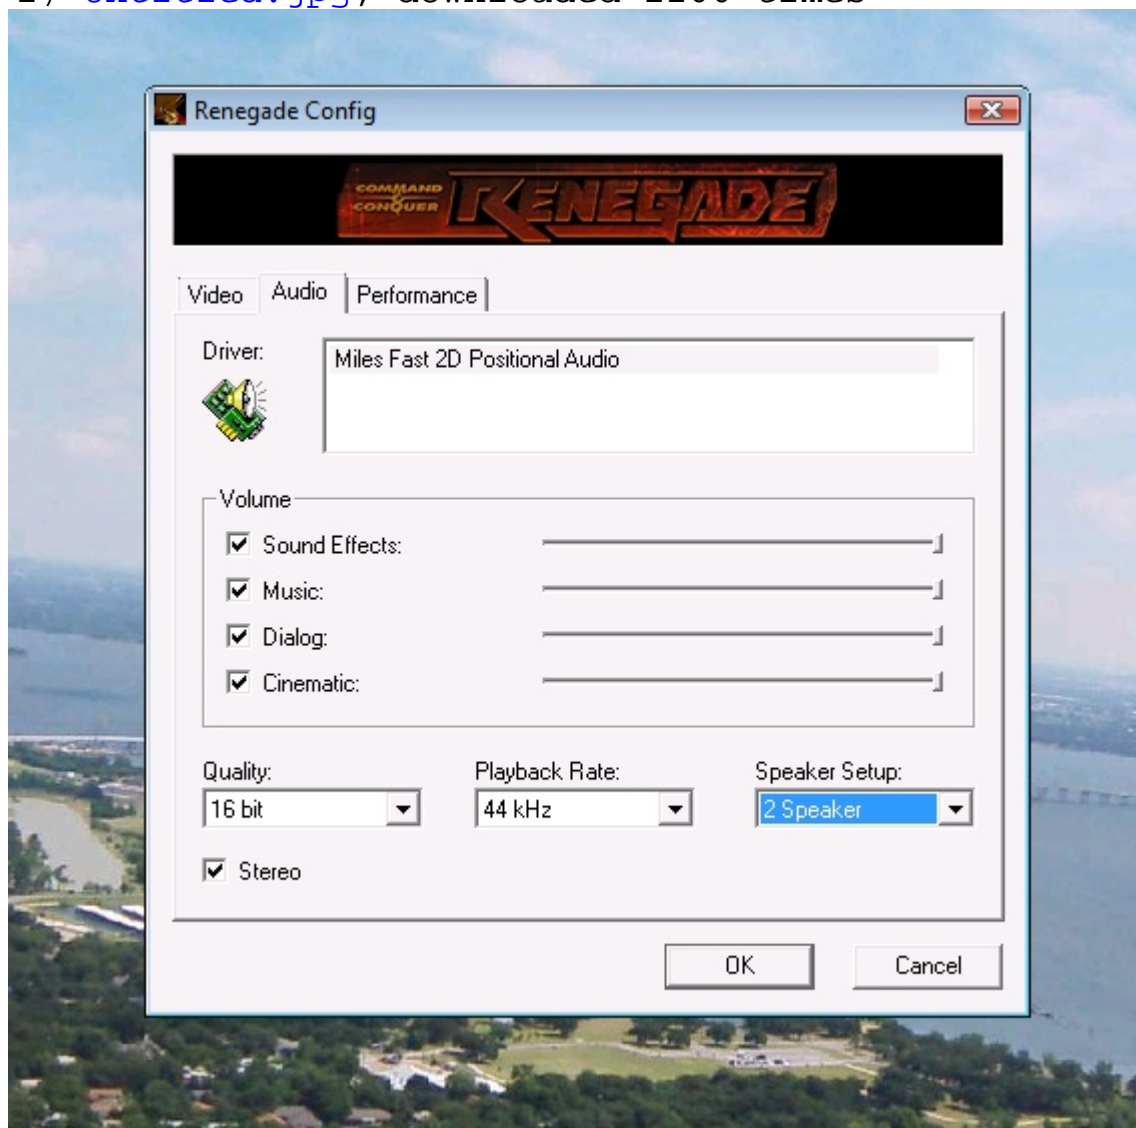 Renegade Config
COMMAND & CONQUER RENEGADE
Video Audio Performance
Driver: Miles Fast 2D Positional Audio
Volume
Sound Effects:
Music:
Dialog:
Cinematic:
Quality: Playback Rate: Speaker Setup:
16 bit 44 kHz 2 Speaker
Stereo
OK Cancel